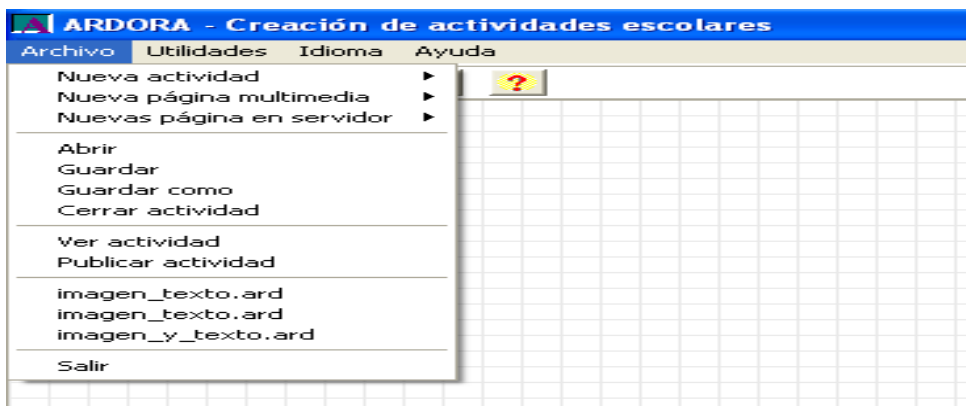 ARDORA - Creación de actividades escolares
Archivo Utilidades Idioma Ayuda
Nueva actividad
Nueva página multimedia
Nuevas página en servidor
Abrir
Guardar
Guardar como
Cerrar actividad
Ver actividad
Publicar actividad
imagen_texto.ard
imagen_texto.ard
imagen_y_texto.ard
Salir